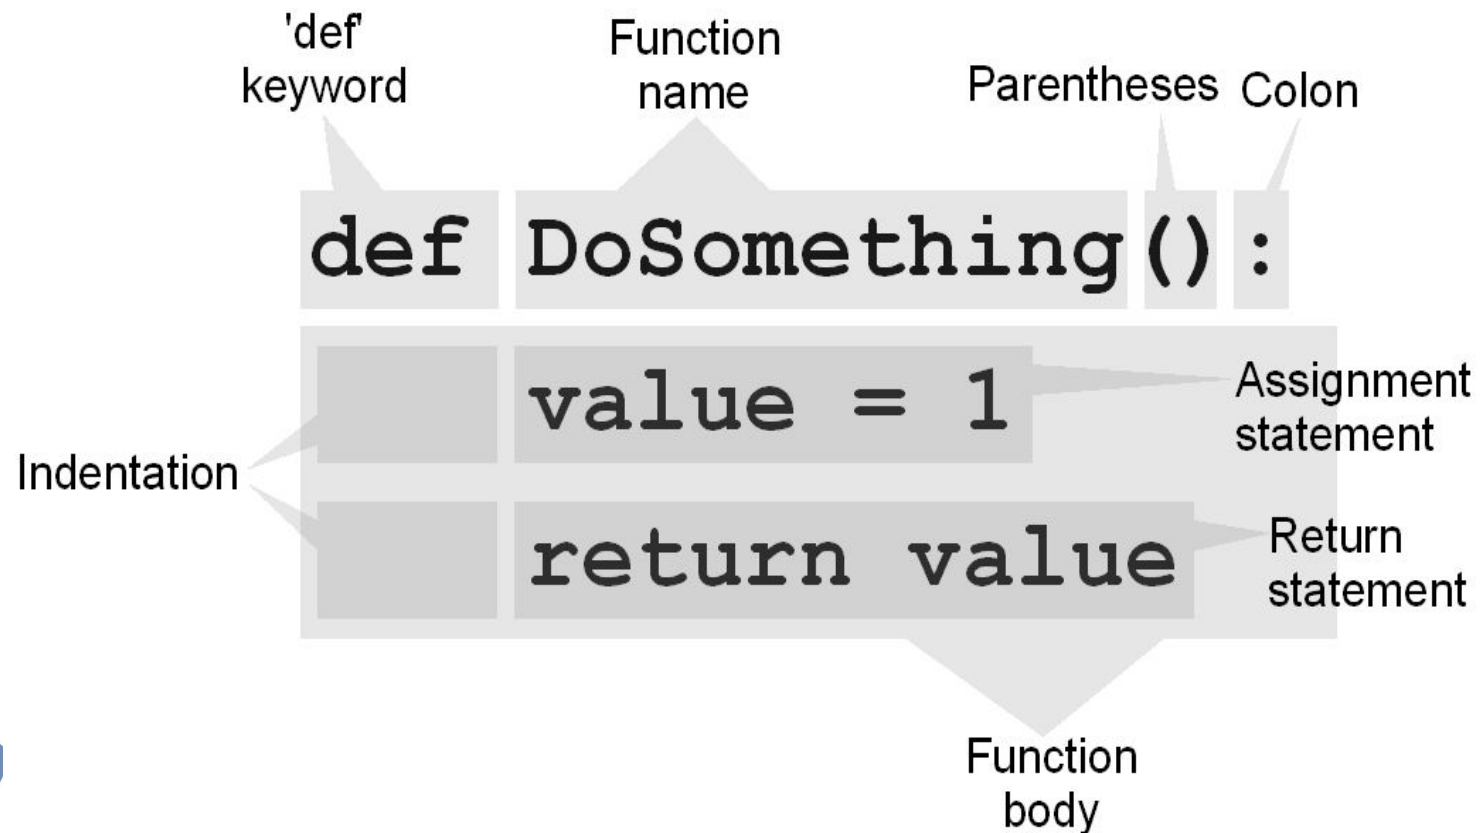 'def'
keyword
Function
name
Parentheses
Colon
def DoSomething():
value = 1
Assignment
statement
Indentation
return value
Return
statement
Function
body